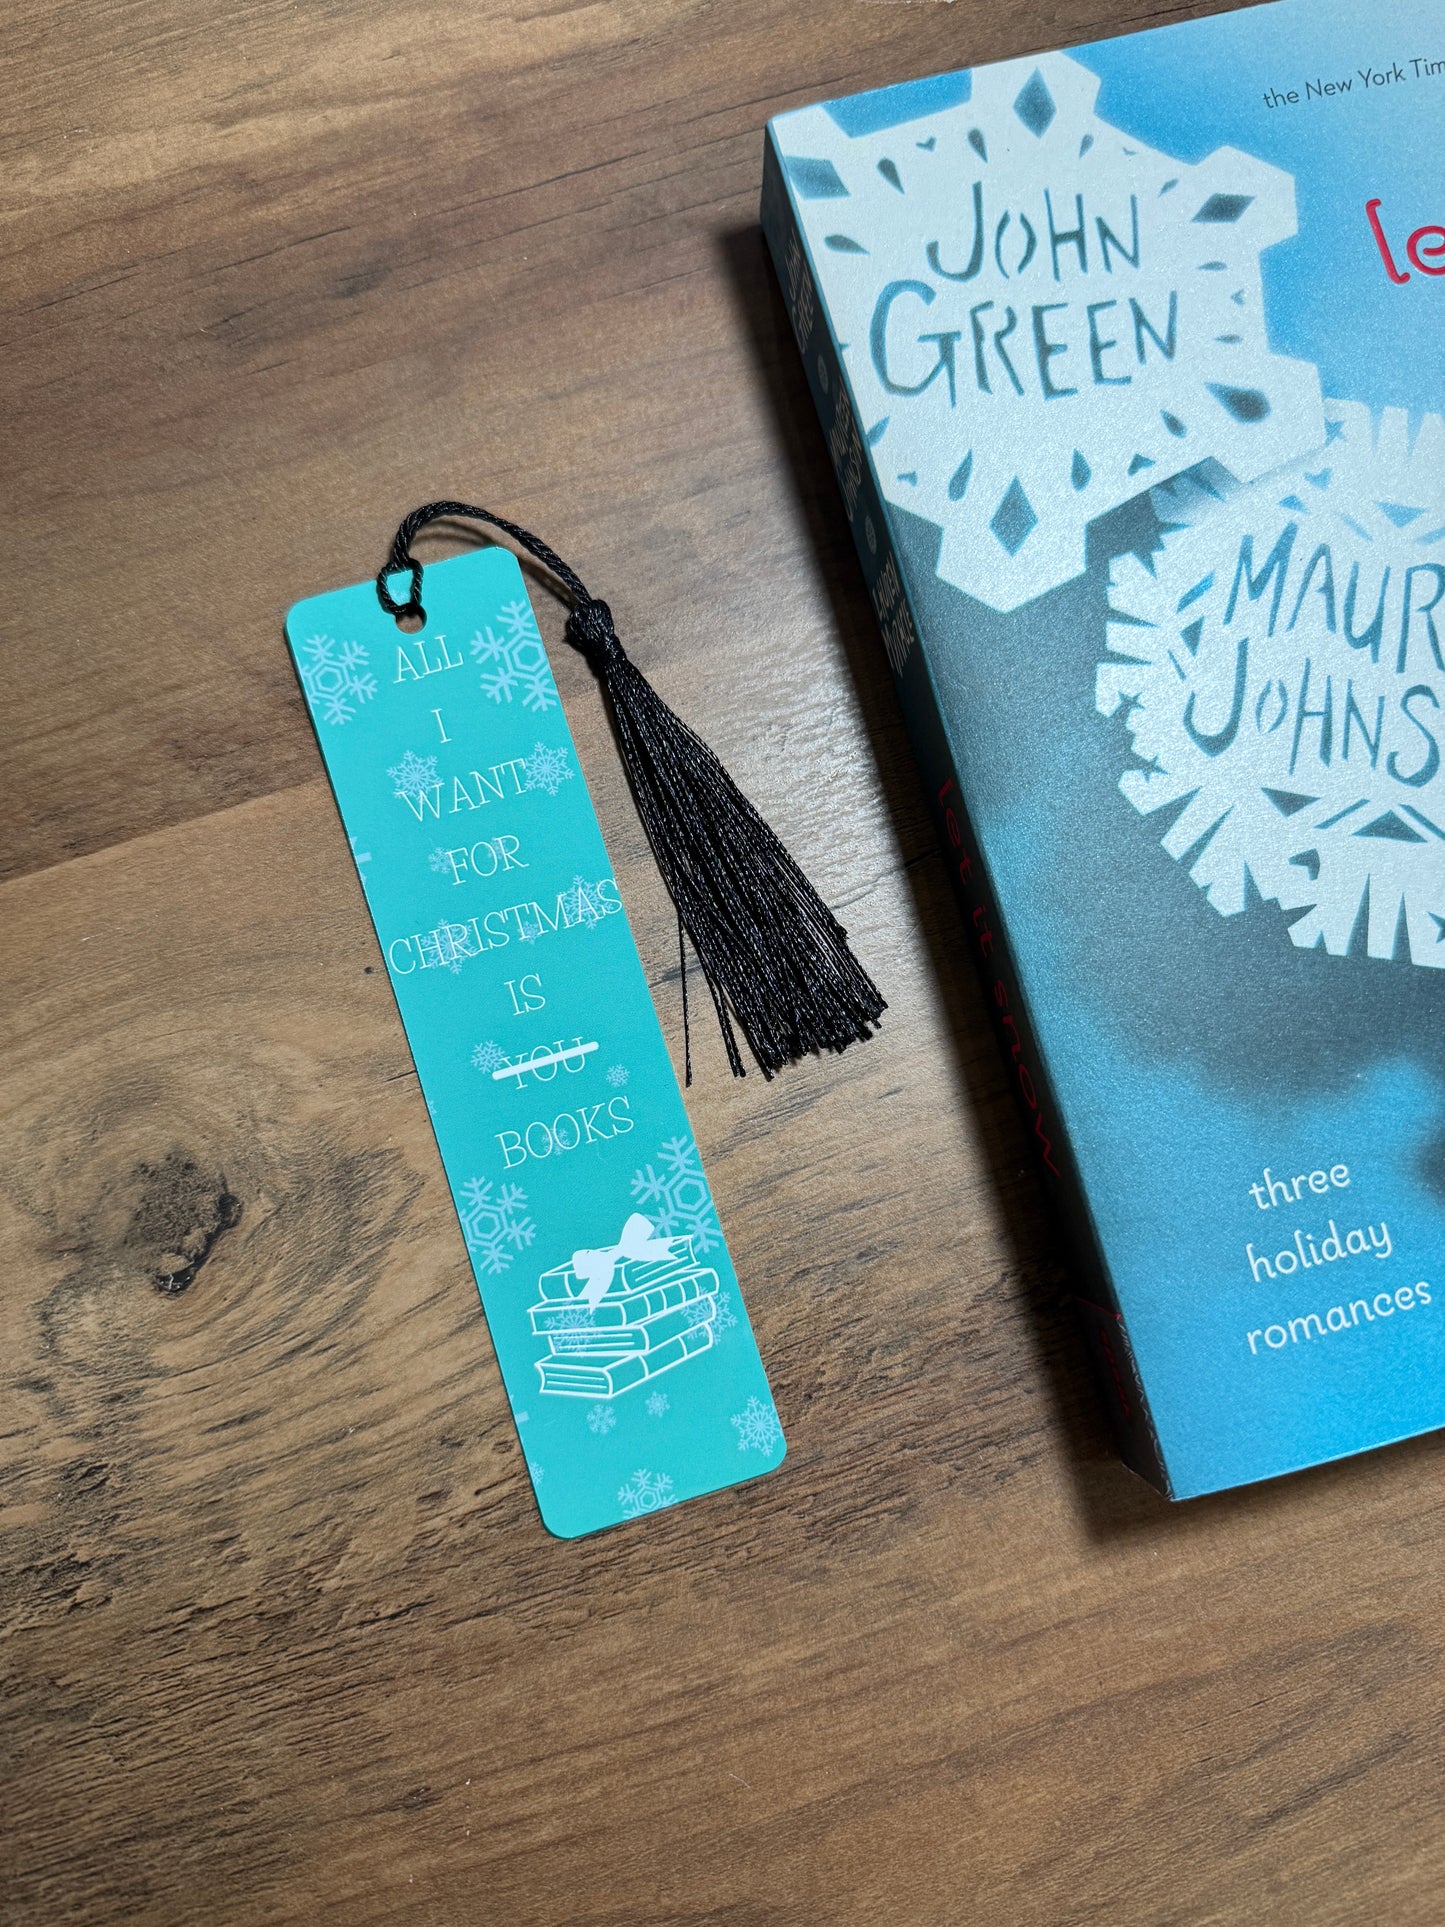 ALL
I
WANT
FOR
CHRISTMAS
IS
YOU
BOOKS
the New York Tim
JOHN
GREEN
le
MAUR
JOHNS
three
holiday
romances
let it snow